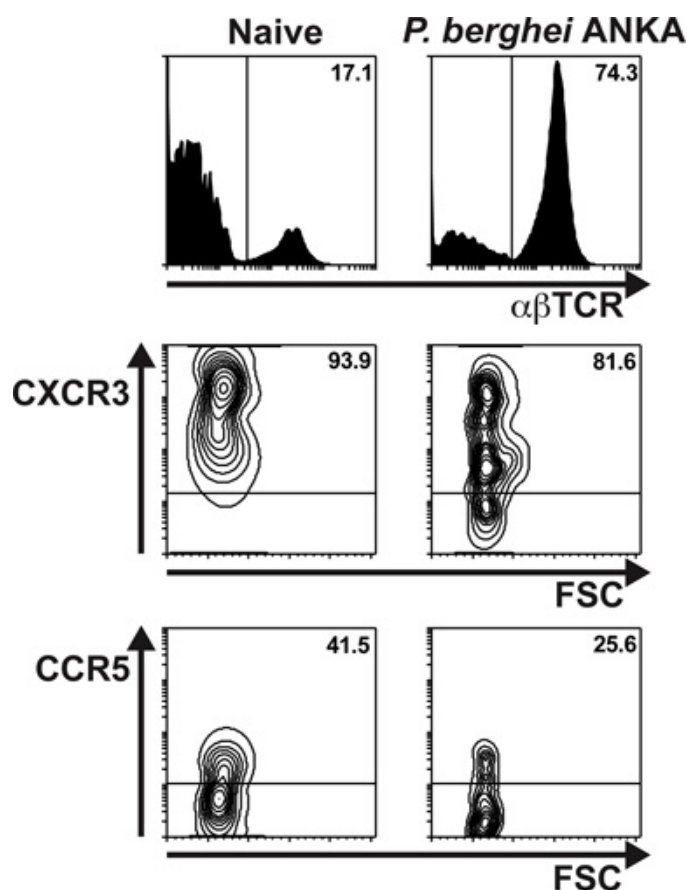 Naive P. berghei ANKA
17.1 74.3
αβTCR
CXCR3 93.9 81.6
FSC
CCR5 41.5 25.6
FSC